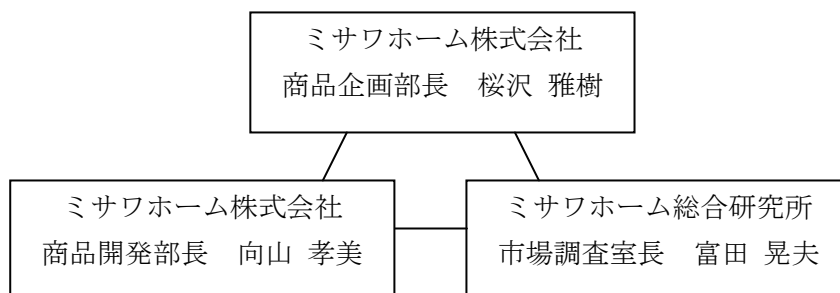 ミサワホーム株式会社
商品企画部長　桜沢 雅樹
ミサワホーム株式会社
商品開発部長　向山 孝美
ミサワホーム総合研究所
市場調査室長　富田 晃夫